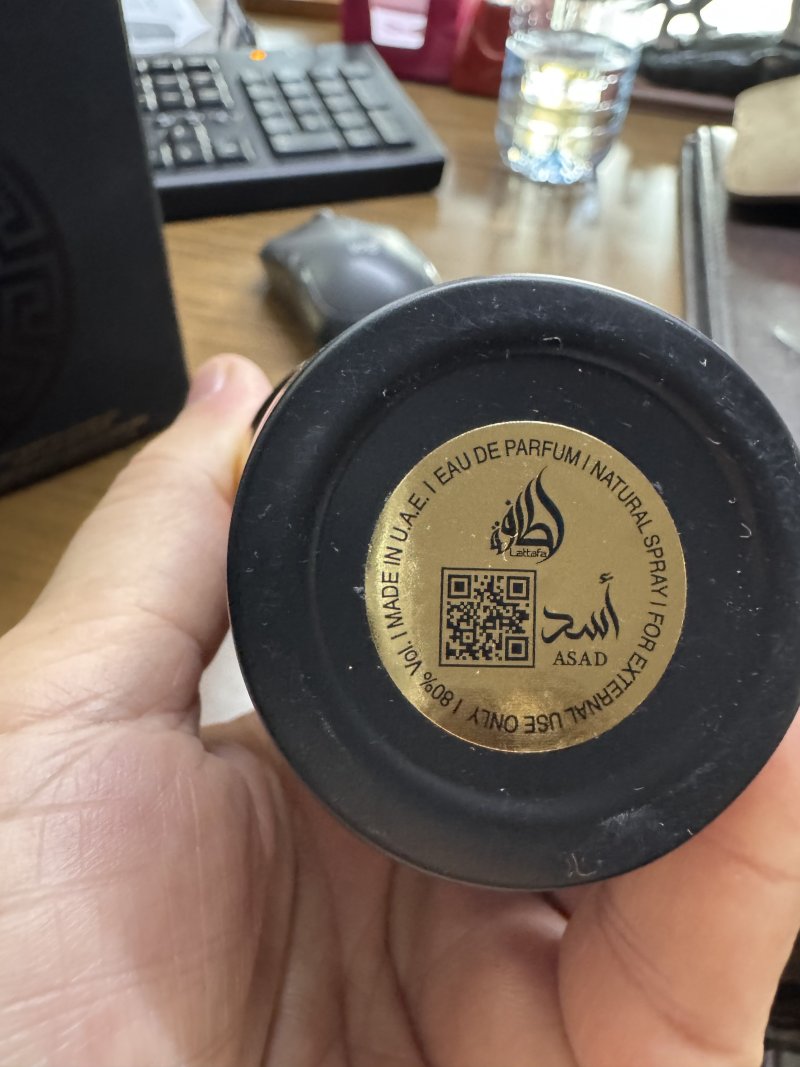 MADE IN U.A.E. | EAU DE PARFUM | NATURAL SPRAY | FOR EXTERNAL USE ONLY | 80% Vol. |
لطافة
Lattafa
أسد
ASAD